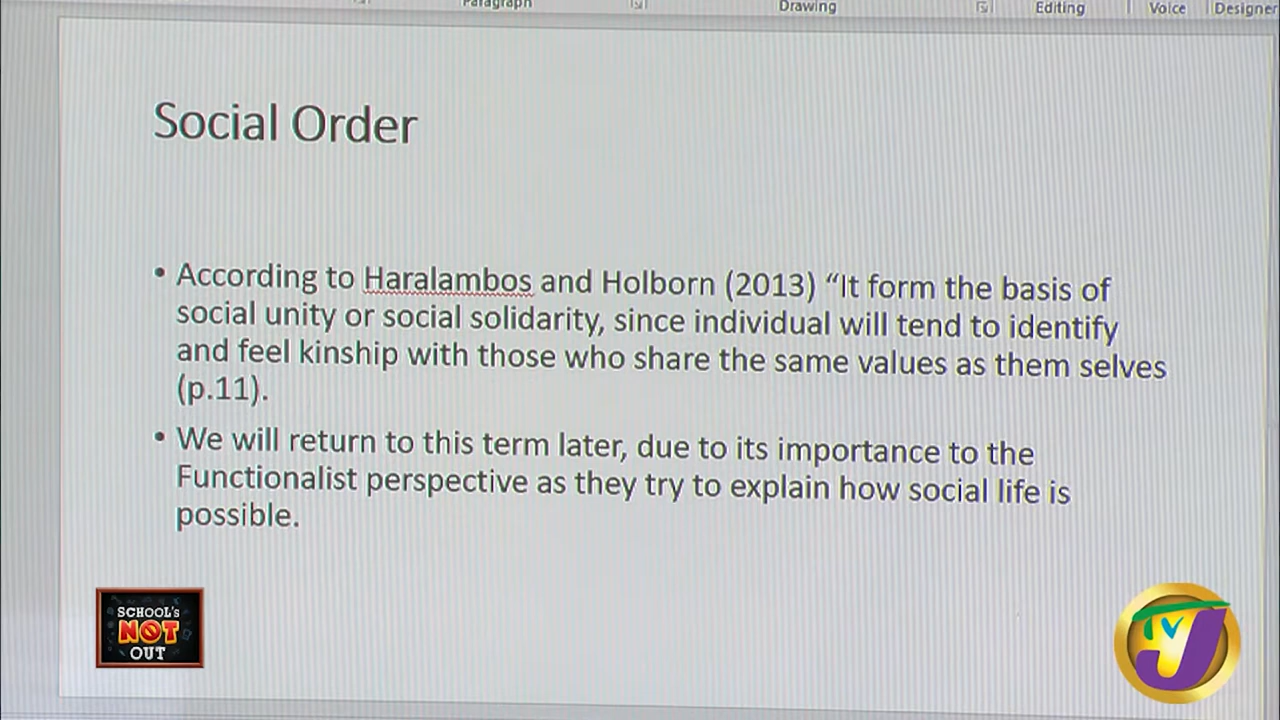 Paragraph
Drawing
Editing
Voice
Designer
Social Order
• According to Haralambos and Holborn (2013) “It form the basis of
social unity or social solidarity, since individual will tend to identify
and feel kinship with those who share the same values as them selves
(p.11).
• We will return to this term later, due to its importance to the
Functionalist perspective as they try to explain how social life is
possible.
SCHOOL's
NOT
OUT
TVJ